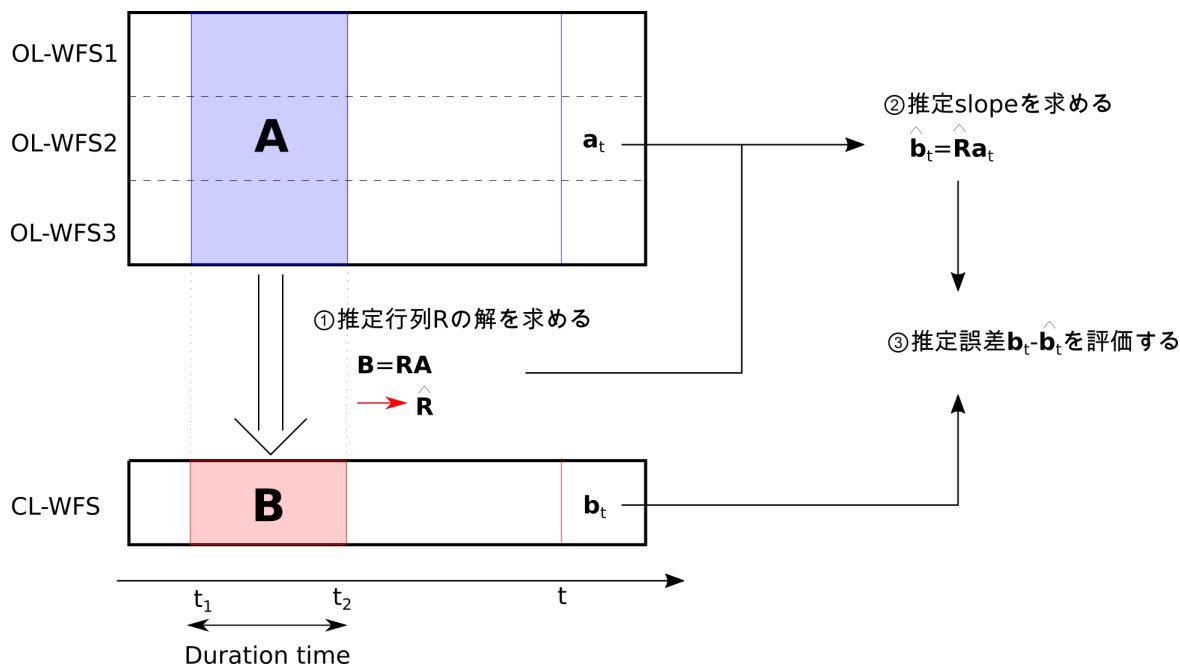 OL-WFS1
OL-WFS2
OL-WFS3
A
a_t
②推定slopeを求める
b̂_t=R̂a_t
①推定行列Rの解を求める
B=RA
R̂
③推定誤差b_t-b̂_tを評価する
CL-WFS
B
b_t
t_1
t_2
t
Duration time